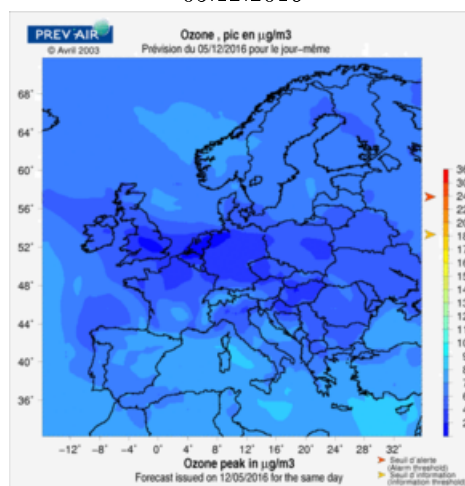 PREV'AIR
© Avril 2003
Ozone , pic en µg/m3
Prévision du 05/12/2016 pour le jour−même
68°
64°
60°
56°
52°
48°
44°
40°
36°
−12° −8° −4° 0° 4° 8° 12° 16° 20° 24° 28° 32°
Ozone peak in µg/m3
Forecast issued on 12/05/2016 for the same day
Seuil d'alerte
(Alarm threshold)
Seuil d'information
(Information threshold)